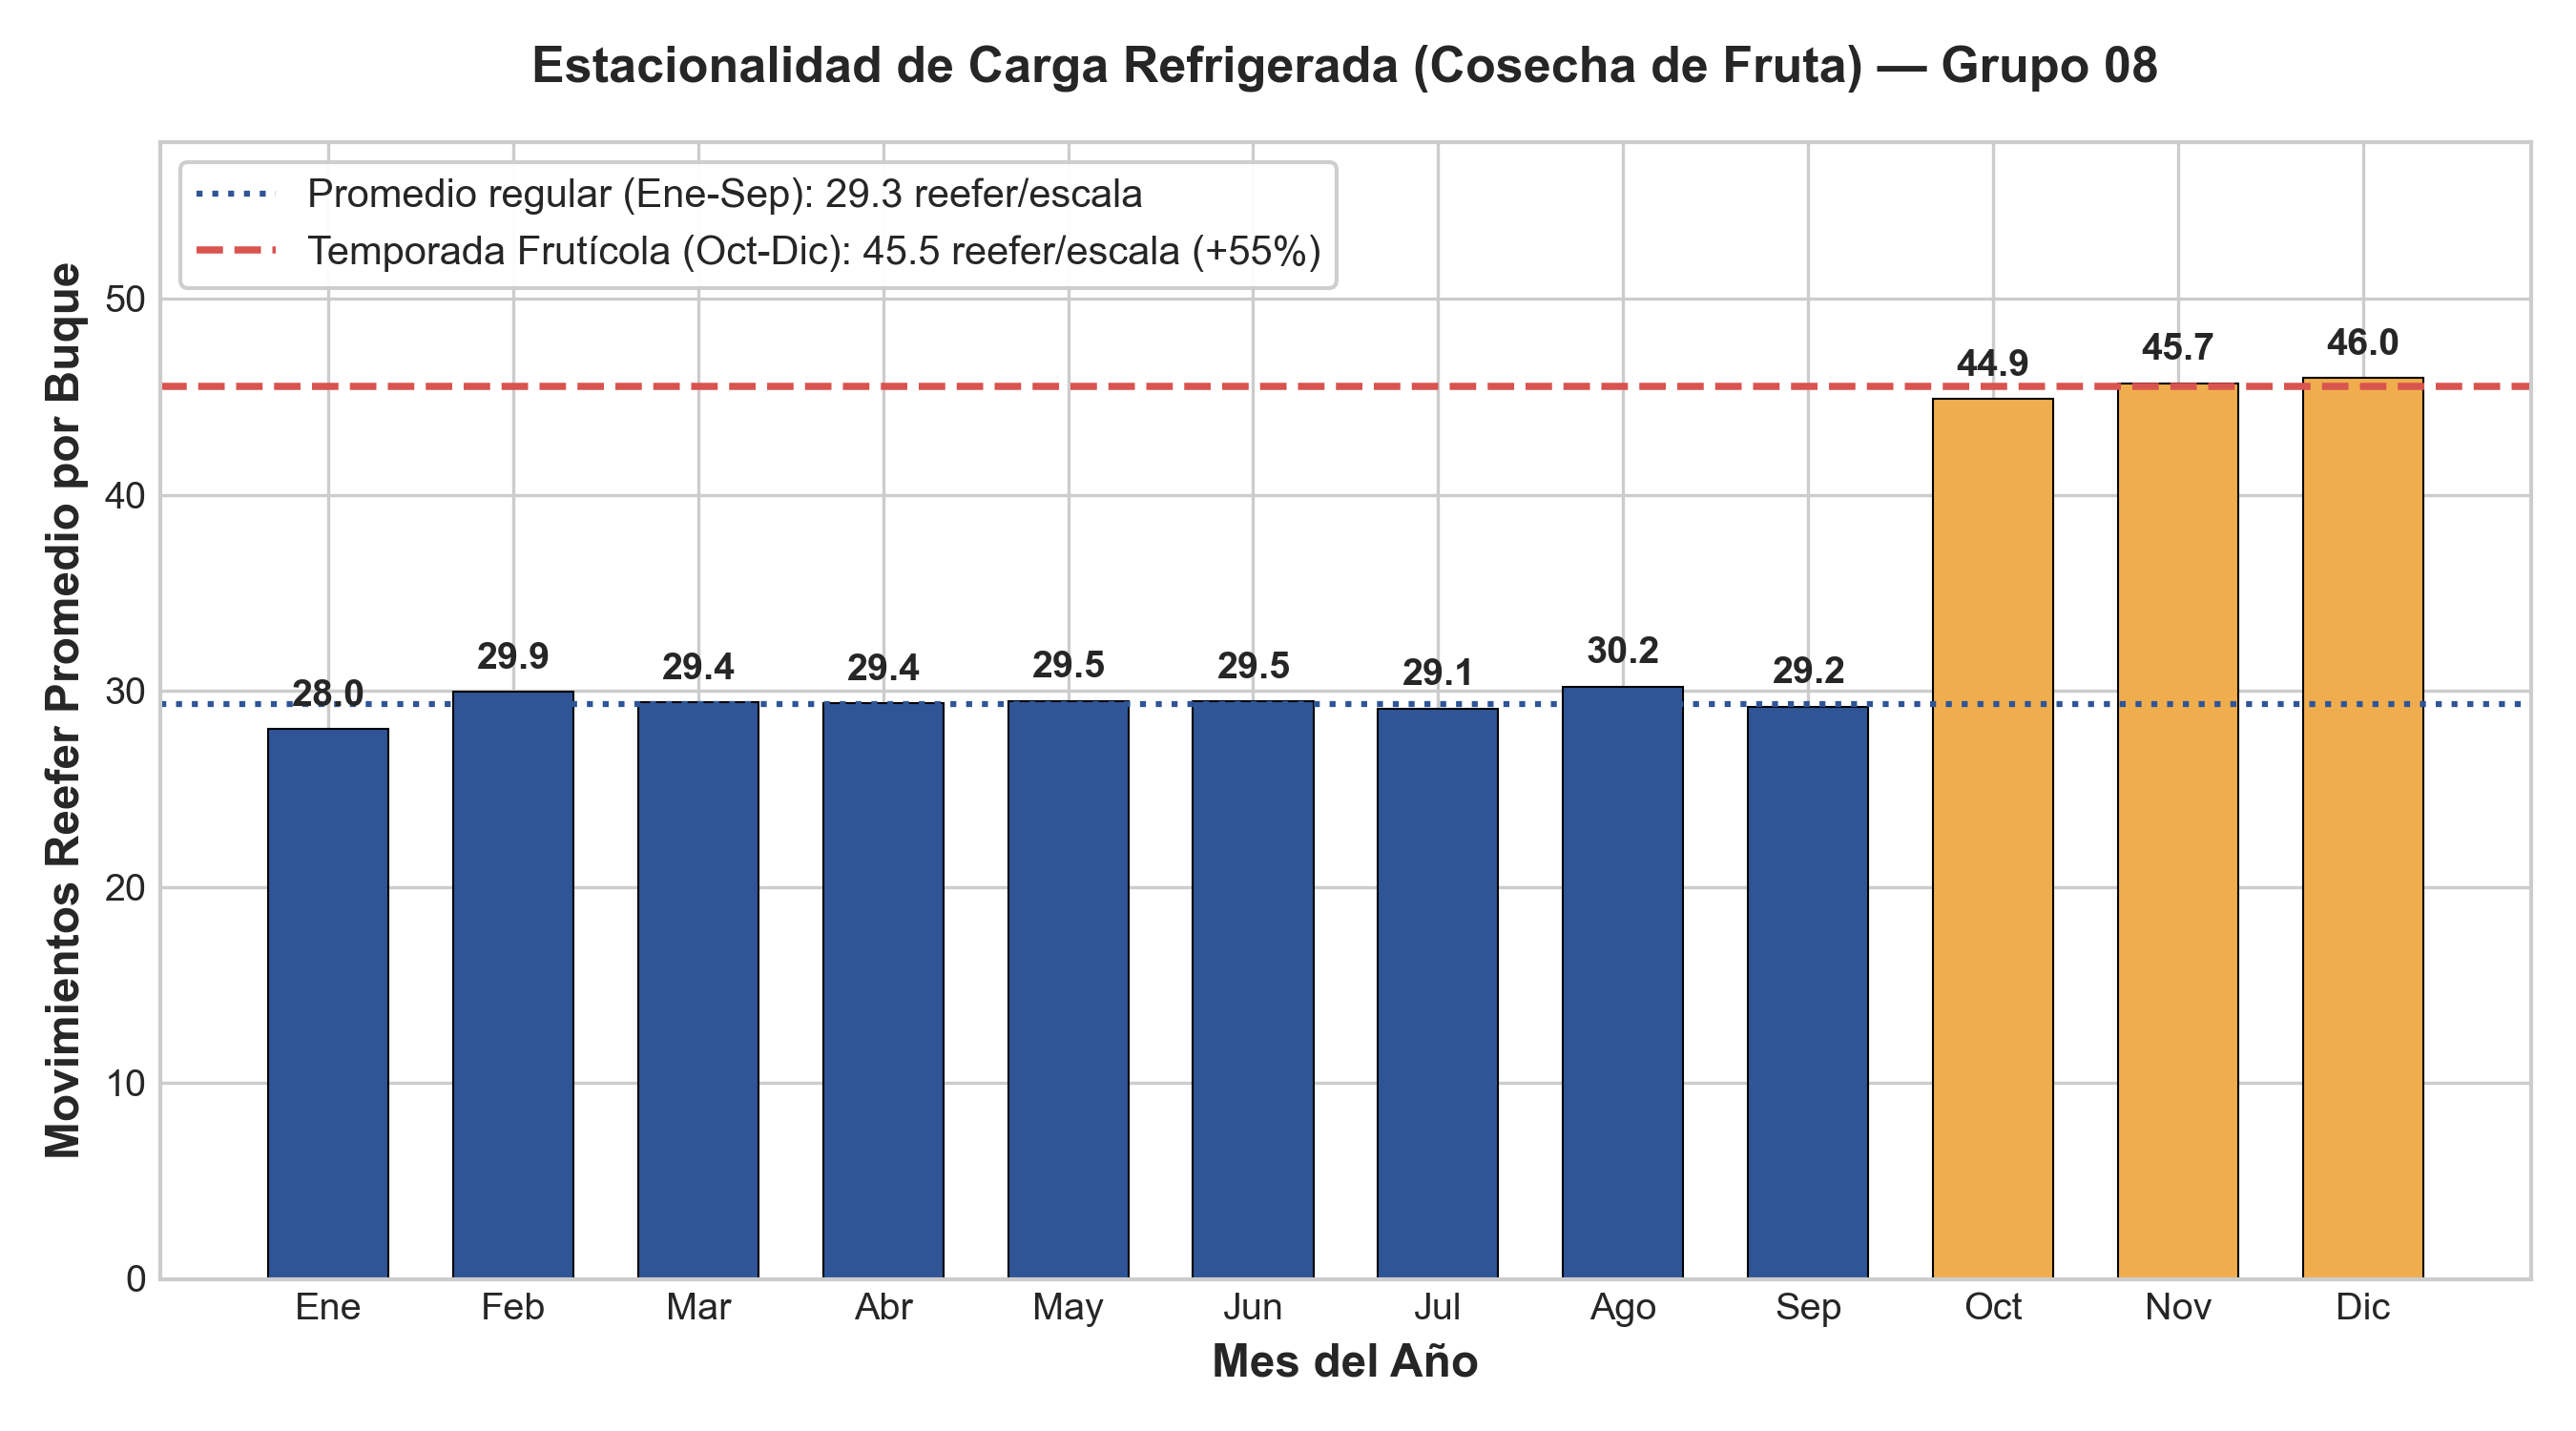 Estacionalidad de Carga Refrigerada (Cosecha de Fruta) — Grupo 08
Promedio regular (Ene-Sep): 29.3 reefer/escala
Temporada Frutícola (Oct-Dic): 45.5 reefer/escala (+55%)
Movimientos Reefer Promedio por Buque
50
40
30
20
10
0
28.0
29.9
29.4
29.4
29.5
29.5
29.1
30.2
29.2
44.9
45.7
46.0
Ene
Feb
Mar
Abr
May
Jun
Jul
Ago
Sep
Oct
Nov
Dic
Mes del Año